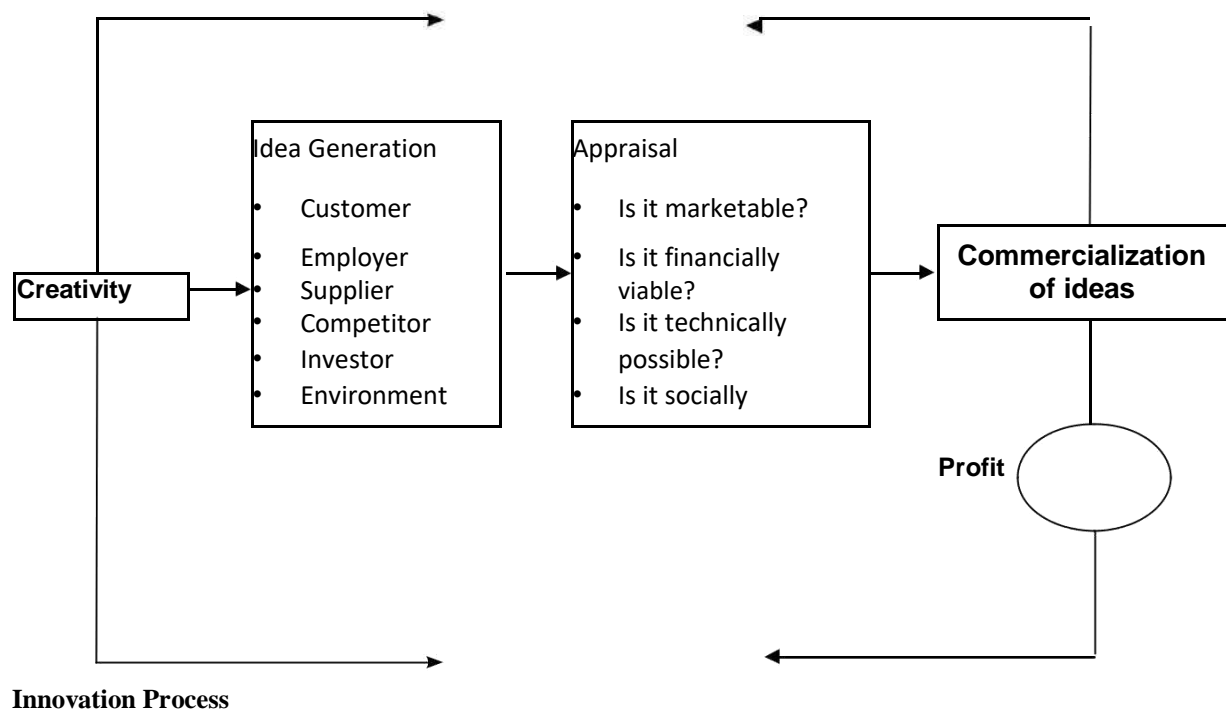 Idea Generation
• Customer
• Employer
• Supplier
• Competitor
• Investor
• Environment
Appraisal
• Is it marketable?
• Is it financially
viable?
• Is it technically
possible?
• Is it socially
Creativity
Commercialization
of ideas
Profit
Innovation Process